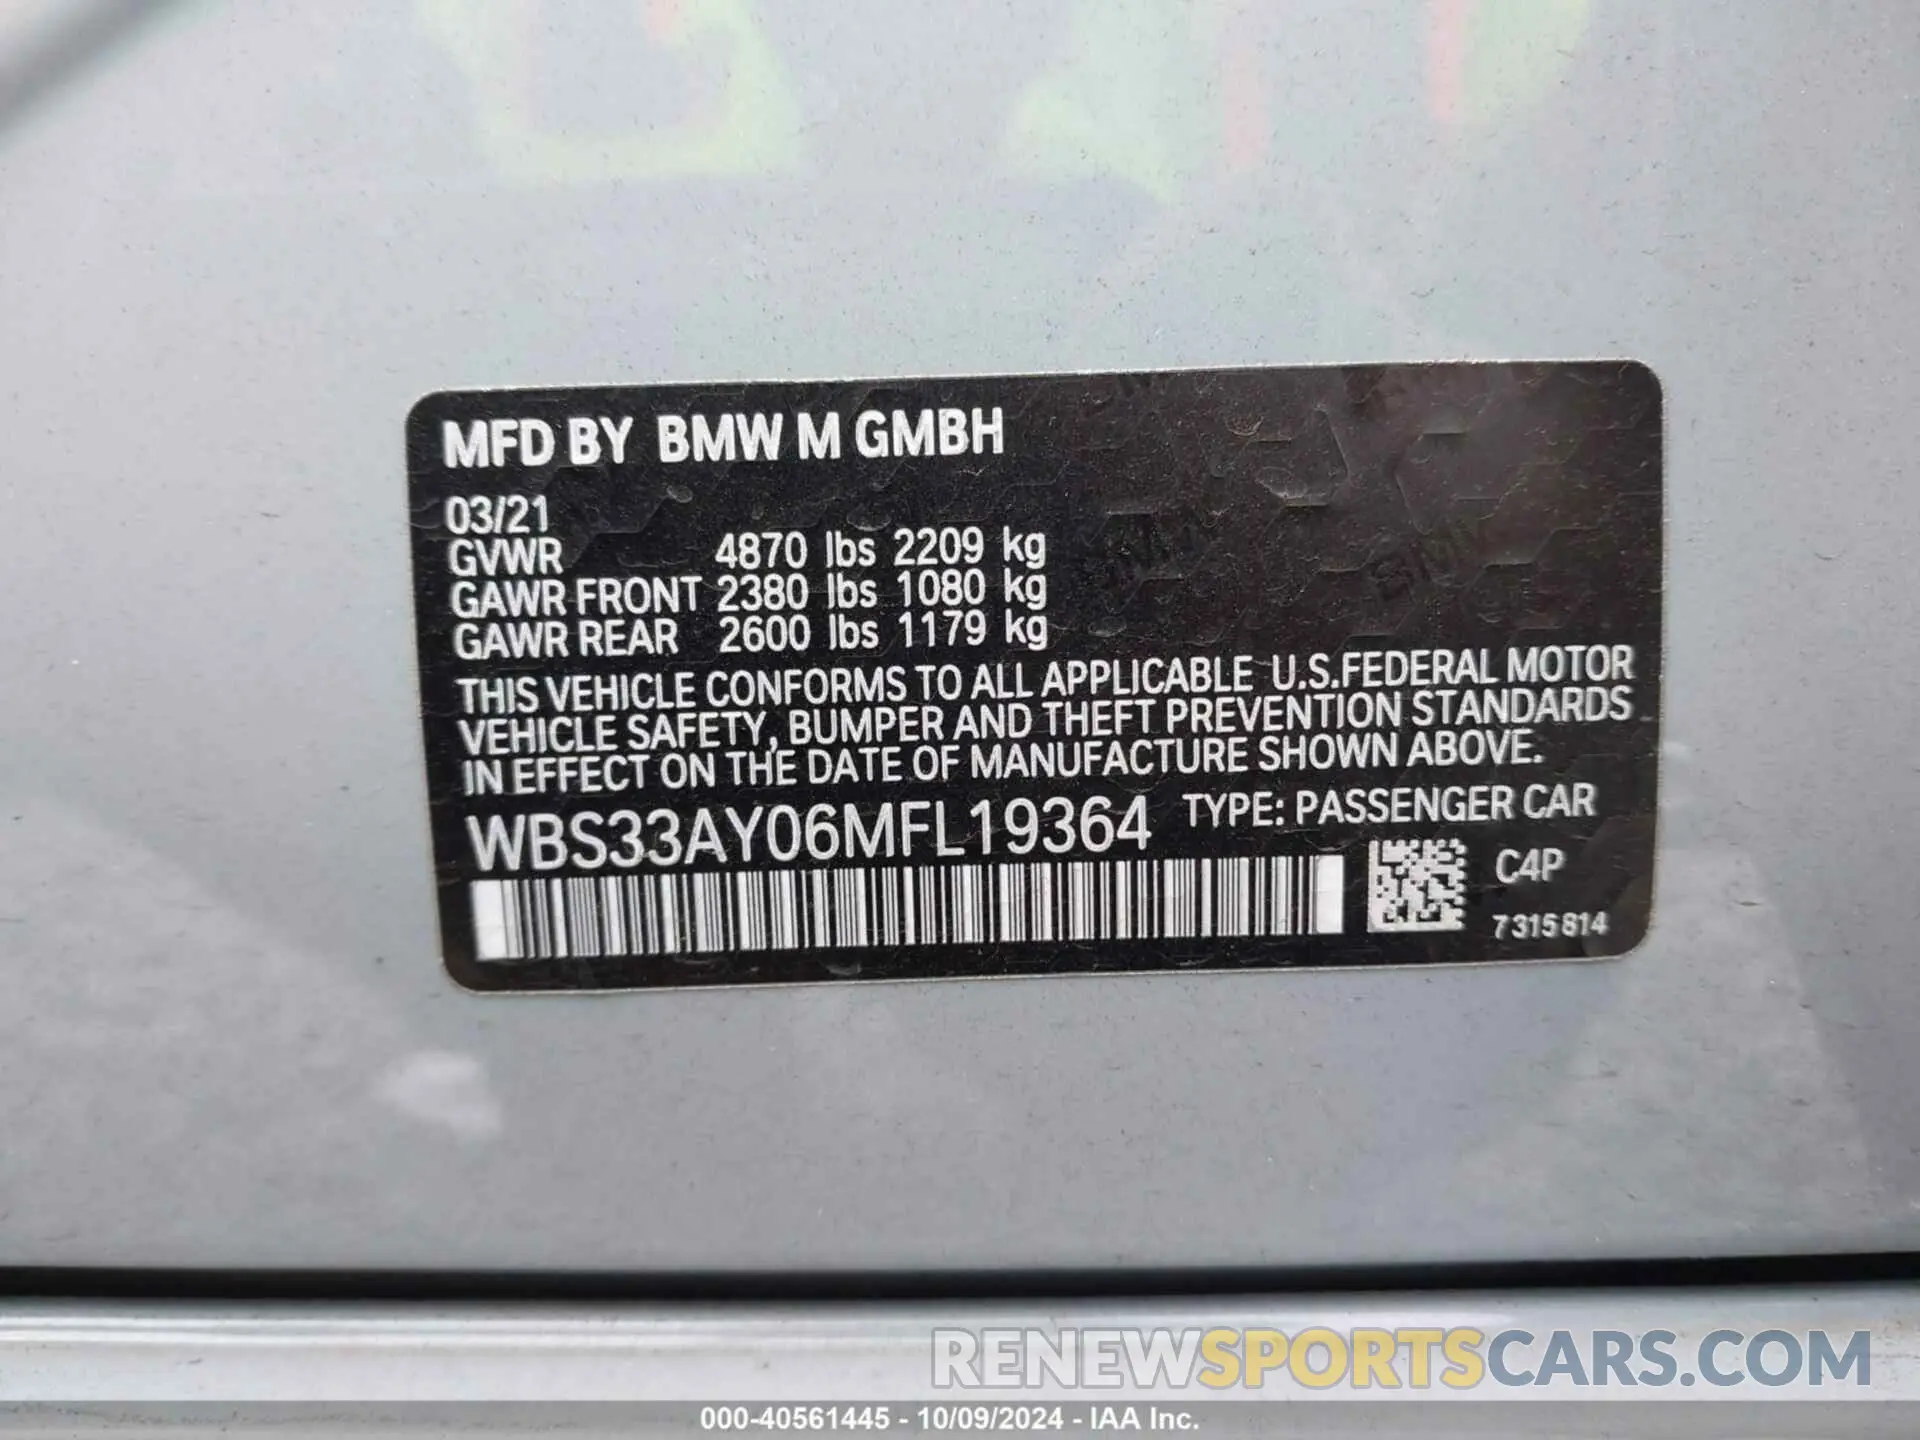 MFD BY BMW M GMBH
03/21
GVWR 4870 lbs 2209 kg
GAWR FRONT 2380 lbs 1080 kg
GAWR REAR 2600 lbs 1179 kg
THIS VEHICLE CONFORMS TO ALL APPLICABLE U.S.FEDERAL MOTOR
VEHICLE SAFETY, BUMPER AND THEFT PREVENTION STANDARDS
IN EFFECT ON THE DATE OF MANUFACTURE SHOWN ABOVE.
WBS33AY06MFL19364 TYPE: PASSENGER CAR
C4P
7315814
RENEWSPORTSCARS.COM
000-40561445 - 10/09/2024 - IAA Inc.